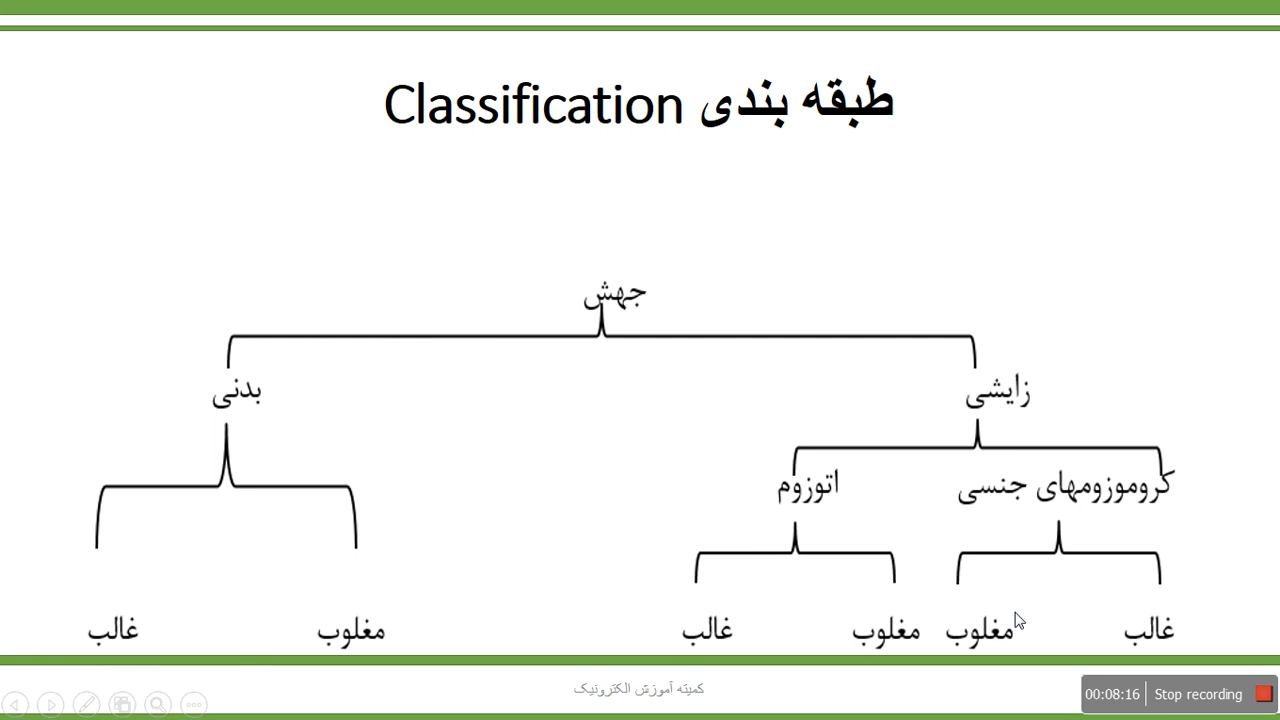 طبقه بندی Classification
جهش
زایشی
بدنی
کروموزومهای جنسی
اتوزوم
غالب
مغلوب
مغلوب
غالب
مغلوب
غالب
کمیته آموزش الکترونیک
00:08:16 Stop recording